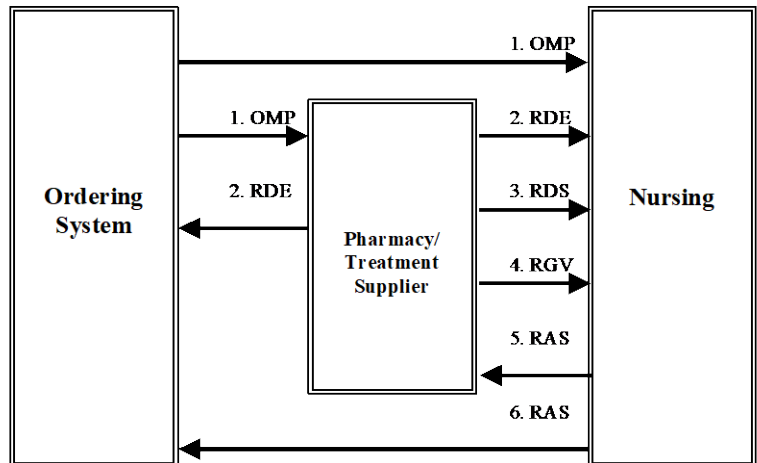 1. OMP
1. OMP
2. RDE
Ordering
System
2. RDE
3. RDS
Nursing
Pharmacy/
Treatment
Supplier
4. RGV
5. RAS
6. RAS